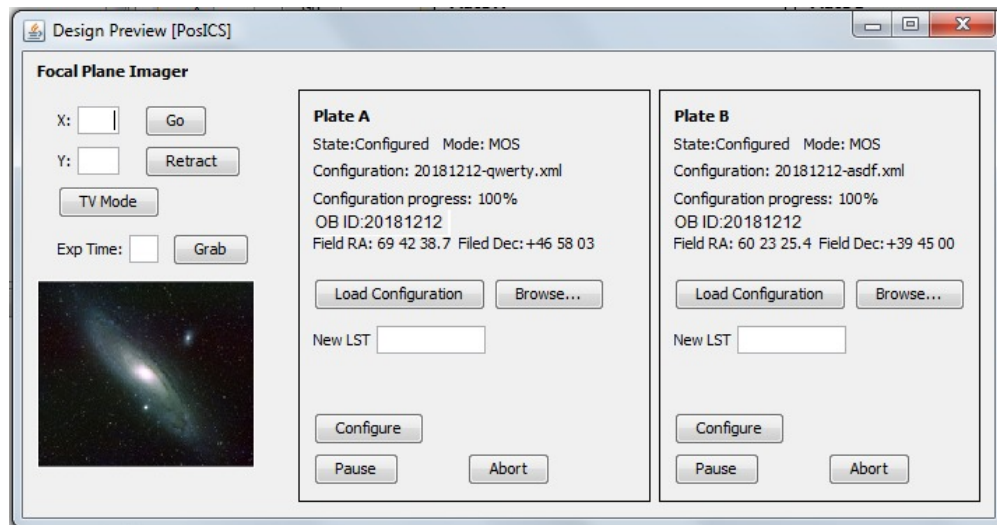 Design Preview [PosICS]
Focal Plane Imager
X: Go
Y: Retract
TV Mode
Exp Time: Grab
Plate A
State:Configured Mode: MOS
Configuration: 20181212-qwerty.xml
Configuration progress: 100%
OB ID:20181212
Field RA: 69 42 38.7 Filed Dec:+46 58 03
Load Configuration Browse...
New LST
Configure
Pause Abort
Plate B
State:Configured Mode: MOS
Configuration: 20181212-asdf.xml
Configuration progress: 100%
OB ID:20181212
Field RA: 60 23 25.4 Field Dec:+39 45 00
Load Configuration Browse...
New LST
Configure
Pause Abort